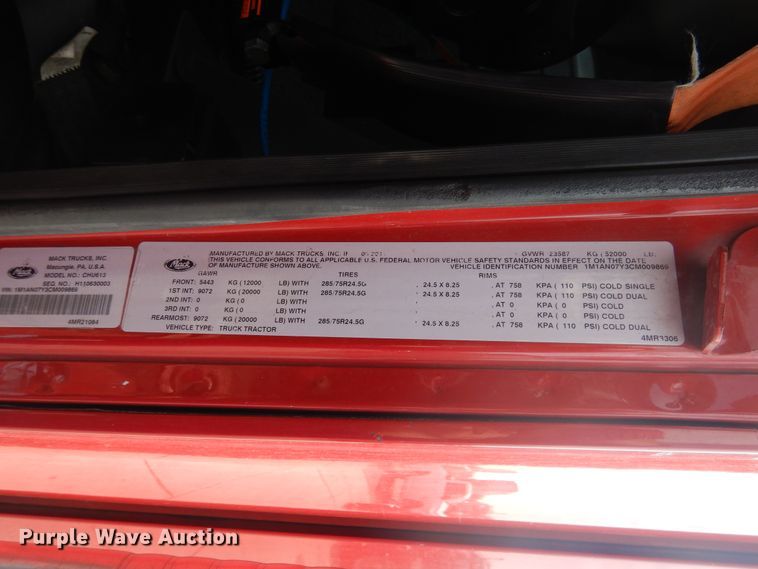 Mack
MACK TRUCKS, INC.
Macungie, PA, U.S.A.
MODEL NO.: CHU613
SEQ. NO.: H110630003
VIN: 1M1AN07Y3CM009869
4MR21084
Mack
MANUFACTURED BY MACK TRUCKS, INC. GVWR 23587 KG ( 52000 LB.
THIS VEHICLE CONFORMS TO ALL APPLICABLE U.S. FEDERAL MOTOR VEHICLE SAFETY STANDARDS IN EFFECT ON THE DATE
OF MANUFACTURE SHOWN ABOVE. VEHICLE IDENTIFICATION NUMBER 1M1AN07Y3CM009869
GAWR TIRES RIMS
FRONT: 5443 KG (12000 LB) WITH 285/75R24.5G : 24.5 X 8.25 , AT 758 KPA ( 110 PSI) COLD SINGLE
1ST INT: 9072 KG (20000 LB) WITH 285/75R24.5G : 24.5 X 8.25 , AT 758 KPA ( 110 PSI) COLD DUAL
2ND INT: 0 KG ( 0 LB) WITH : , AT 0 KPA ( 0 PSI) COLD
3RD INT: 0 KG ( 0 LB) WITH : , AT 0 KPA ( 0 PSI) COLD
REARMOST: 9072 KG (20000 LB) WITH 285/75R24.5G : 24.5 X 8.25 , AT 758 KPA ( 110 PSI) COLD DUAL
VEHICLE TYPE: TRUCK TRACTOR
4MR3306
Purple Wave Auction